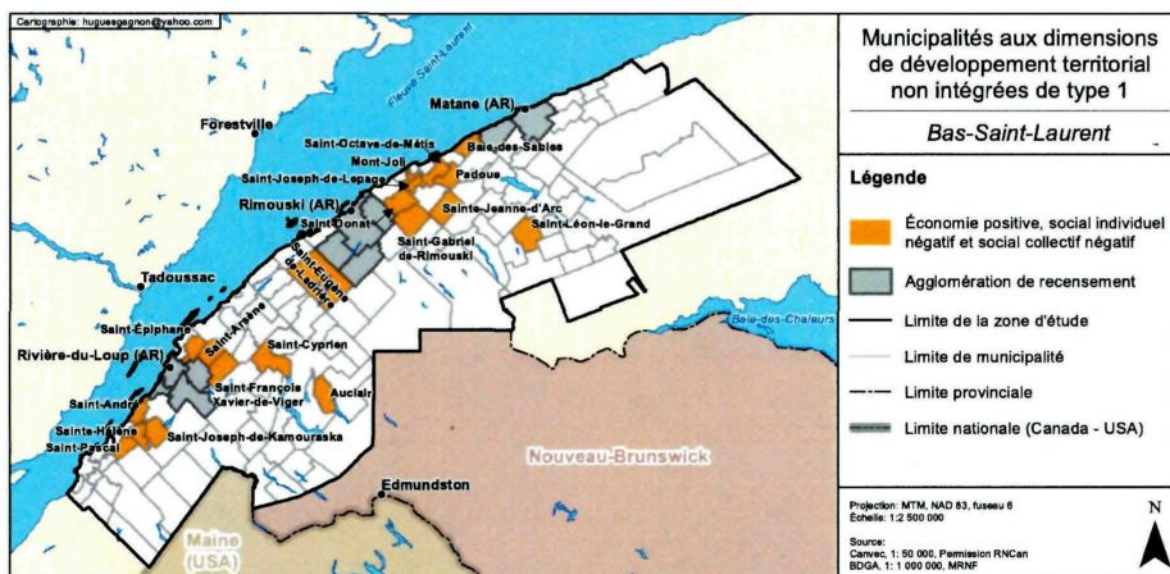 Cartographie: huguesgagnon@yahoo.com
Fleuve Saint-Laurent
Matane (AR)
Forestville
Saint-Octave-de-Métis
Baie-des-Sables
Mont-Joli
Padoue
Saint-Joseph-de-Lepage
Rimouski (AR)
Sainte-Jeanne-d'Arc
Saint-Donat
Saint-Léon-le-Grand
Saint-Gabriel
de-Rimouski
Saint-Eugène
de-Ladrière
Tadoussac
Baie-des-Chaleurs
Saint-Épiphane
Saint-Arsène
Saint-Cyprien
Rivière-du-Loup (AR)
Saint-François
Xavier-de-Viger
Auclair
Saint-André
Sainte-Hélène
Saint-Joseph-de-Kamouraska
Saint-Pascal
Nouveau-Brunswick
Edmundston
Maine
(USA)
Municipalités aux dimensions
de développement territorial
non intégrées de type 1
Bas-Saint-Laurent
Légende
Économie positive, social individuel
négatif et social collectif négatif
Agglomération de recensement
Limite de la zone d'étude
Limite de municipalité
Limite provinciale
Limite nationale (Canada - USA)
Projection: MTM, NAD 83, fuseau 6
Échelle: 1:2 500 000
Source:
Canvec, 1: 50 000, Permission RNCan
BDGA, 1: 1 000 000, MRNF
N